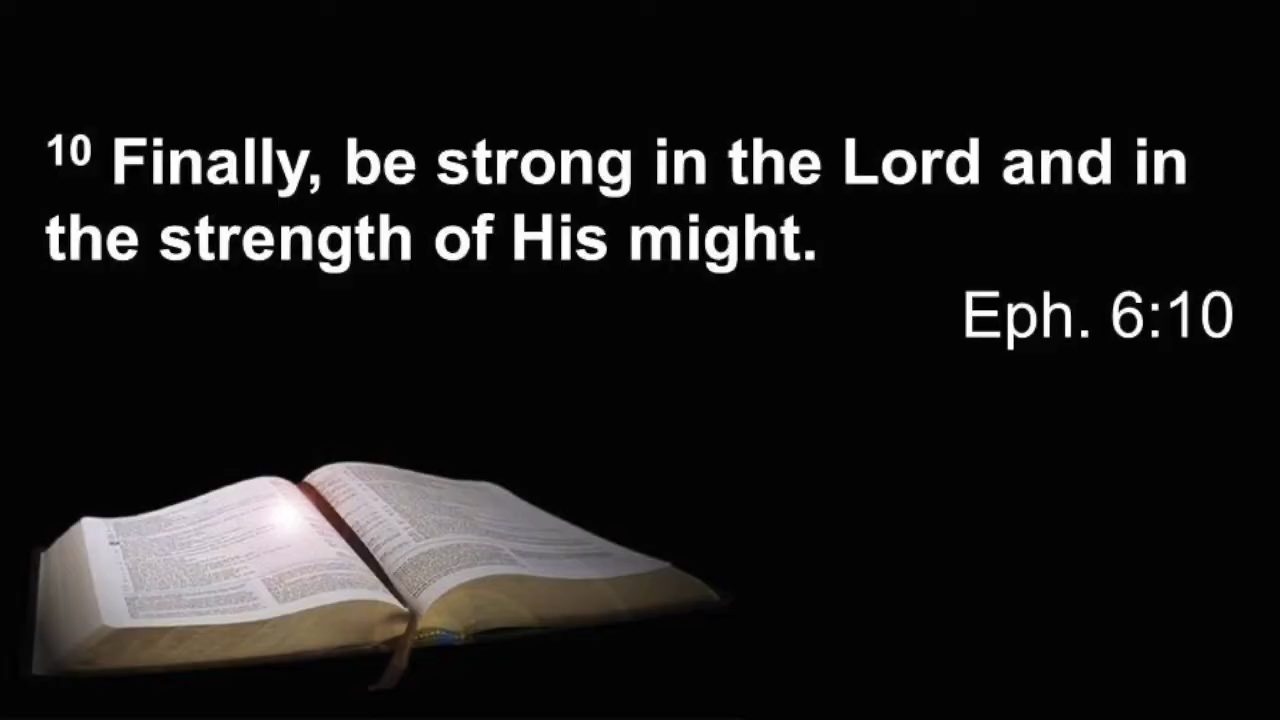 10 Finally, be strong in the Lord and in
the strength of His might.
Eph. 6:10